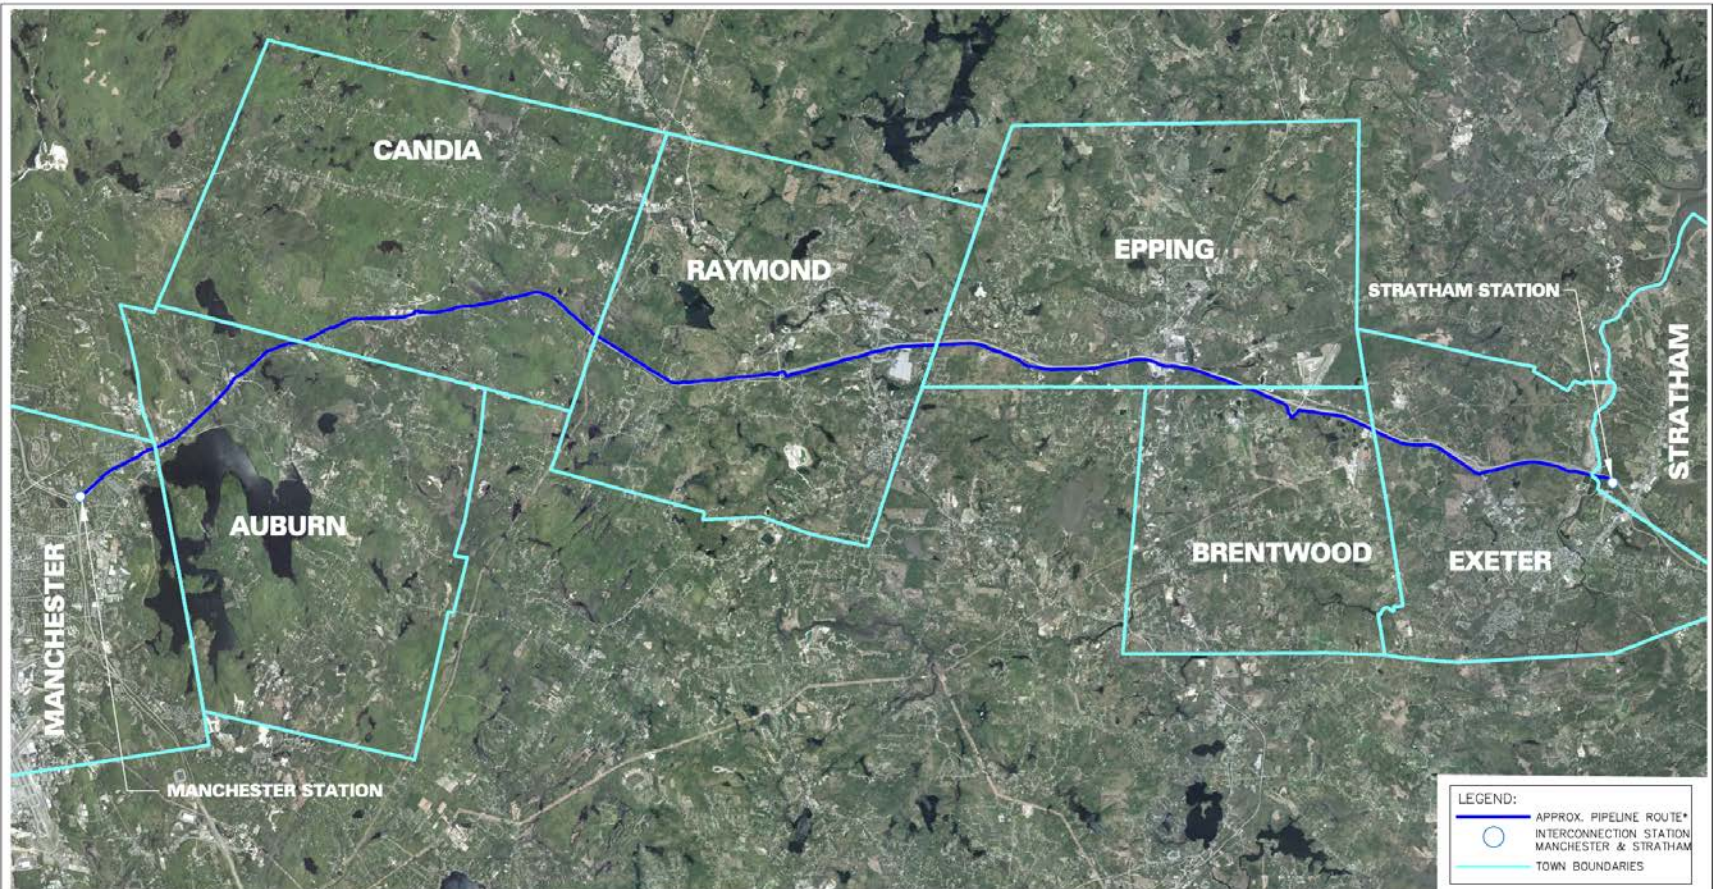 CANDIA
RAYMOND
EPPING
STRATHAM STATION
STRATHAM
AUBURN
BRENTWOOD
EXETER
MANCHESTER
MANCHESTER STATION
LEGEND:
APPROX. PIPELINE ROUTE*
INTERCONNECTION STATION
MANCHESTER & STRATHAM
TOWN BOUNDARIES